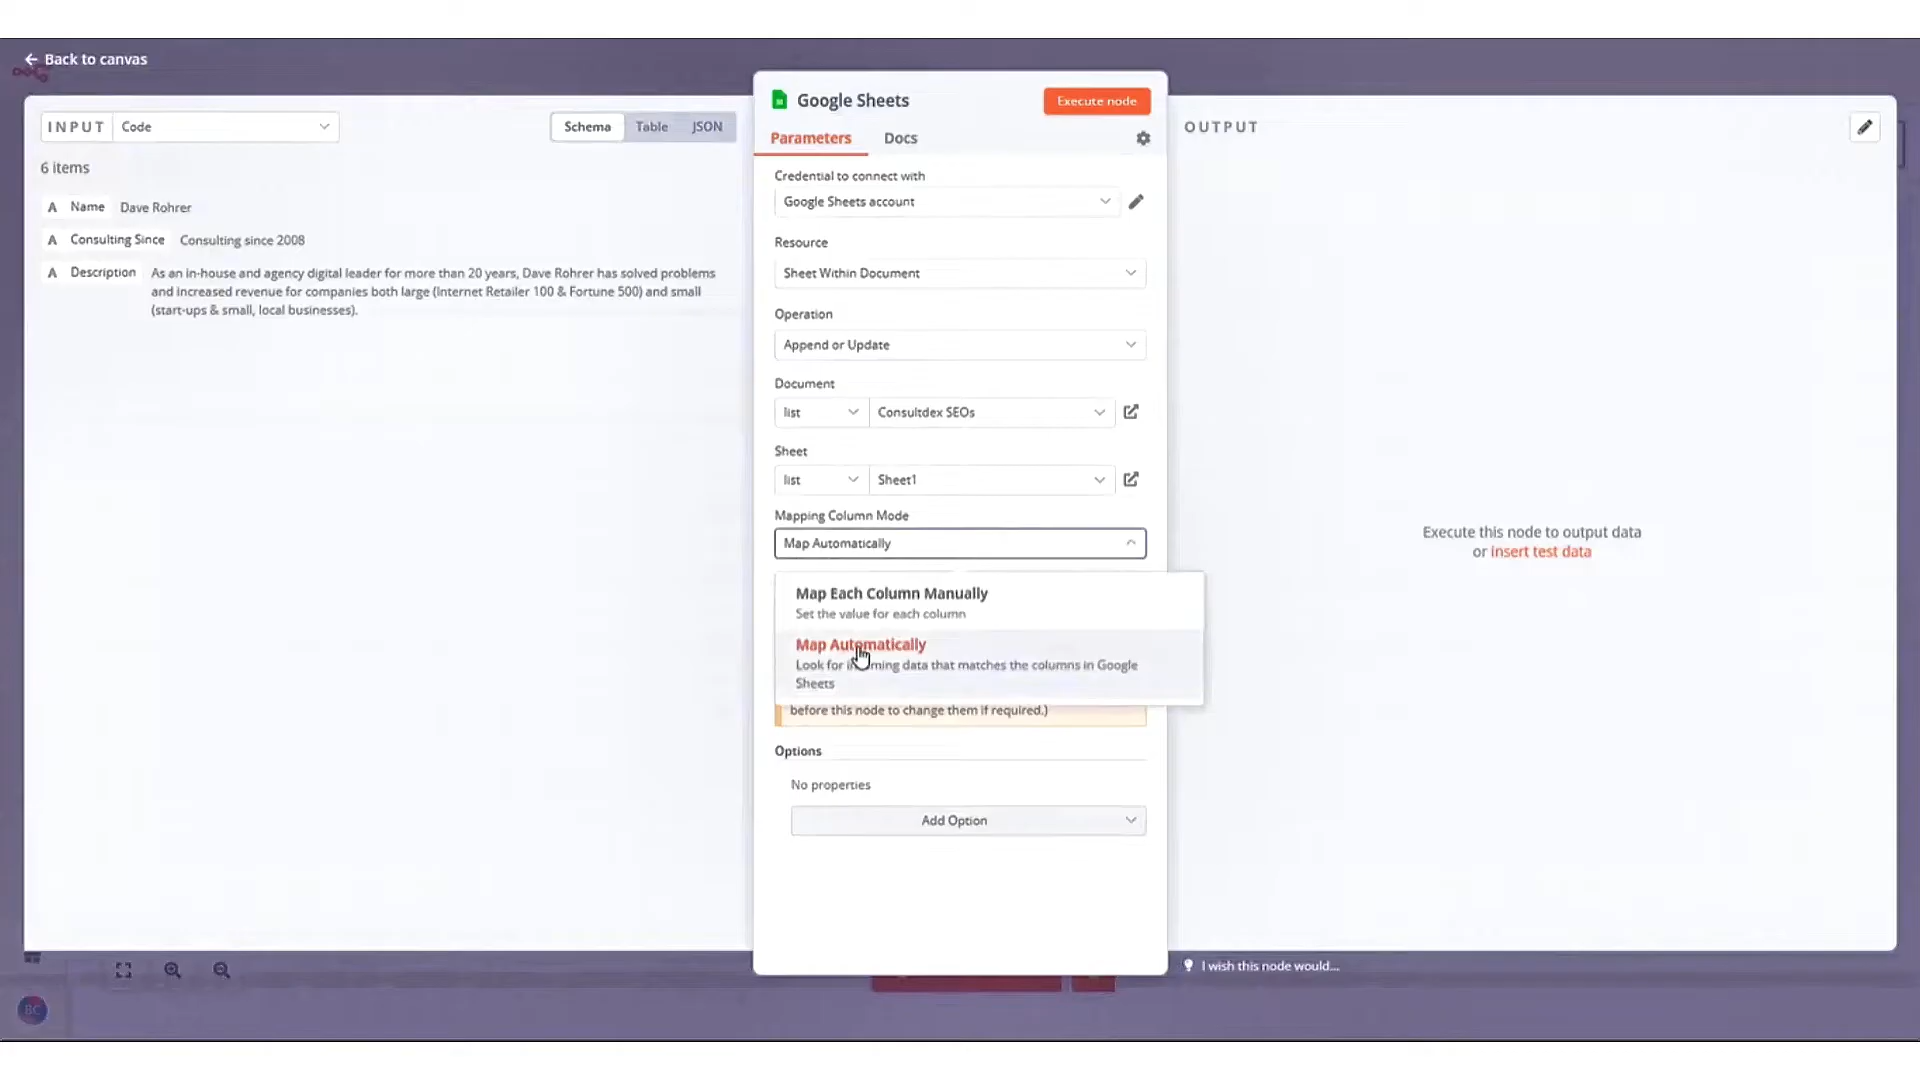 Back to canvas
INPUT Code
Schema Table JSON
6 items
A Name Dave Rohrer
A Consulting Since Consulting since 2008
A Description As an in-house and agency digital leader for more than 20 years, Dave Rohrer has solved problems
and increased revenue for companies both large (Internet Retailer 100 & Fortune 500) and small
(start-ups & small, local businesses).
Google Sheets
Execute node
Parameters Docs
Credential to connect with
Google Sheets account
Resource
Sheet Within Document
Operation
Append or Update
Document
list Consultdex SEOs
Sheet
list Sheet1
Mapping Column Mode
Map Automatically
Map Each Column Manually
Set the value for each column
Map Automatically
Look for incoming data that matches the columns in Google
Sheets
before this node to change them if required.)
Options
No properties
Add Option
OUTPUT
Execute this node to output data
or insert test data
I wish this node would...
BC